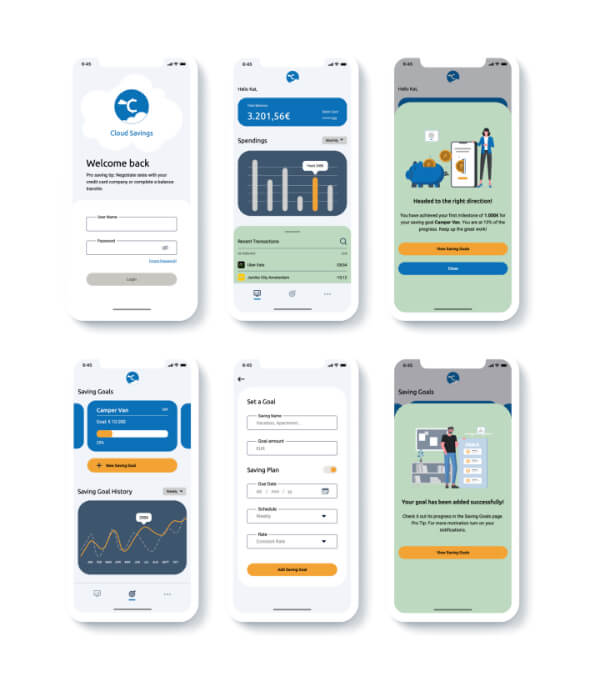 9:45
Cloud Savings
Welcome back
Pro saving tip: Negotiate rates with your
credit card company or complete a balance
transfer.
User Name
Password
Forgot Password?
Login
9:45
Hello Kai,
Total Balance
3.201,56€
Spendings
Monthly
Recent Transactions
Uber Eats
Jumbo City Amsterdam
9:45
Hello Kai,
Headed to the right direction!
You have achieved your first milestone of 1.000€ for
your saving goal Camper Van. You are at 10% of the
progress. Keep up the great work!
View Saving Goals
Close
9:45
Saving Goals
Camper Van
Goal: $ 10.000
New Saving Goal
Saving Goal History
9:45
Set a Goal
Saving Name
Vacation, Apartment...
Goal amount
EUR
Saving Plan
Due Date
Schedule
Weekly
Rate
Constant Rate
Add Saving Goal
9:45
Saving Goals
Your goal has been added successfully!
Check it out its progress in the Saving Goals page
Pro Tip: For more motivation turn on your
notifications.
View Saving Goals